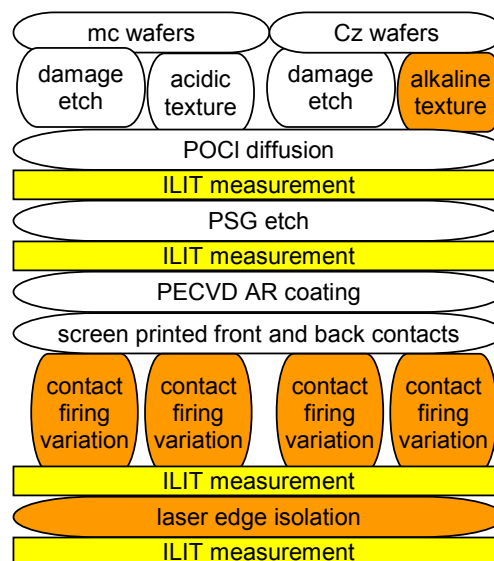 mc wafers
Cz wafers
damage
etch
acidic
texture
damage
etch
alkaline
texture
POCl diffusion
ILIT measurement
PSG etch
ILIT measurement
PECVD AR coating
screen printed front and back contacts
contact
firing
variation
contact
firing
variation
contact
firing
variation
contact
firing
variation
ILIT measurement
laser edge isolation
ILIT measurement